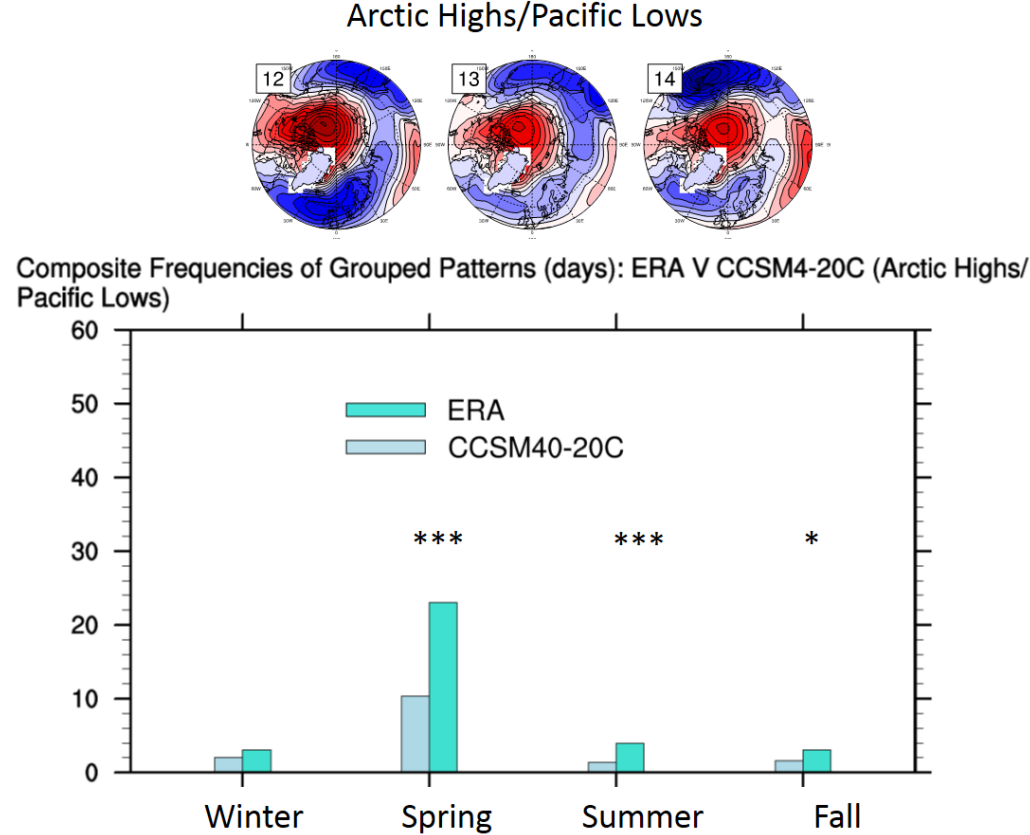 Arctic Highs/Pacific Lows
12
13
14
Composite Frequencies of Grouped Patterns (days): ERA V CCSM4-20C (Arctic Highs/
Pacific Lows)
60
50
40
30
20
10
0
ERA
CCSM40-20C
*** *** *
Winter Spring Summer Fall